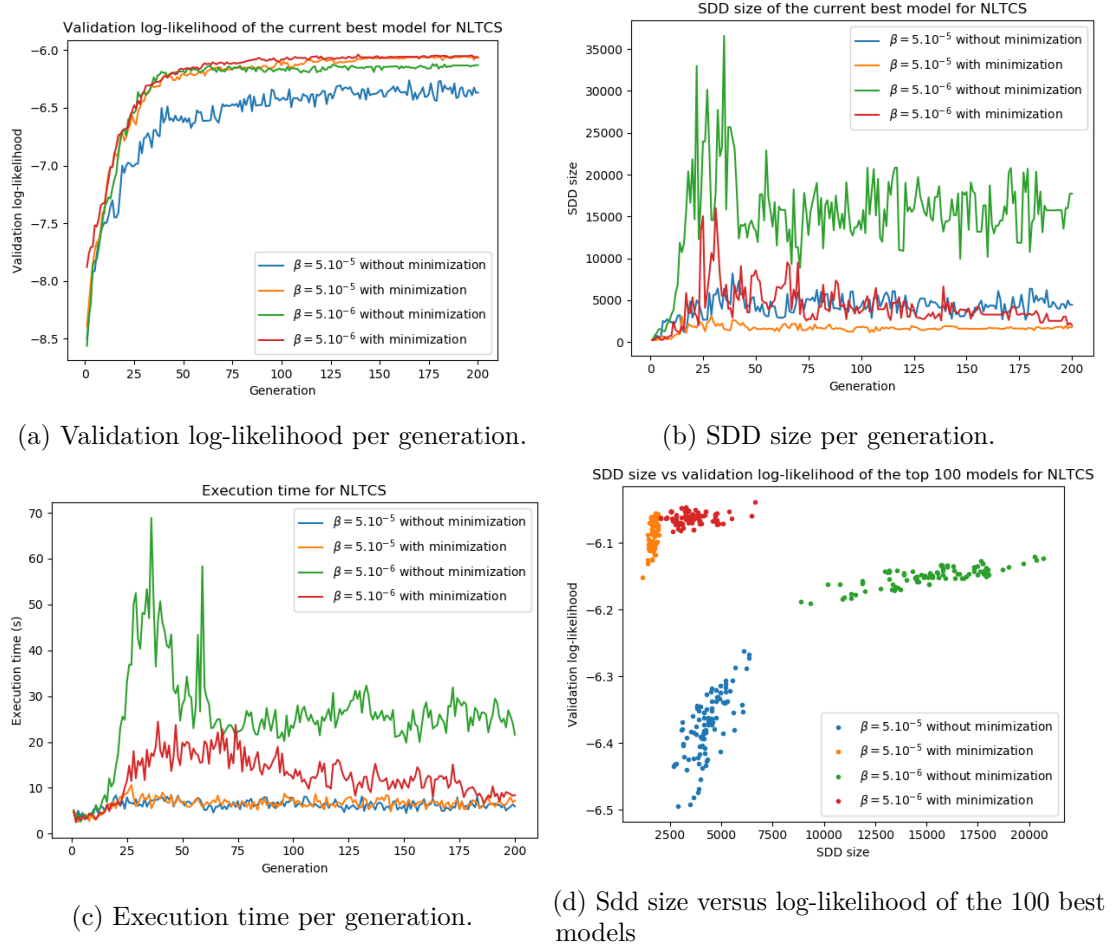 Validation log-likelihood of the current best model for NLTCS
−6.0
−6.5
−7.0
−7.5
−8.0
−8.5
Validation log-likelihood
β = 5.10⁻⁵ without minimization
β = 5.10⁻⁵ with minimization
β = 5.10⁻⁶ without minimization
β = 5.10⁻⁶ with minimization
0 25 50 75 100 125 150 175 200
Generation
(a) Validation log-likelihood per generation.
SDD size of the current best model for NLTCS
35000
30000
25000
20000
15000
10000
5000
0
SDD size
β = 5.10⁻⁵ without minimization
β = 5.10⁻⁵ with minimization
β = 5.10⁻⁶ without minimization
β = 5.10⁻⁶ with minimization
0 25 50 75 100 125 150 175 200
Generation
(b) SDD size per generation.
Execution time for NLTCS
70
60
50
40
30
20
10
0
Execution time (s)
β = 5.10⁻⁵ without minimization
β = 5.10⁻⁵ with minimization
β = 5.10⁻⁶ without minimization
β = 5.10⁻⁶ with minimization
0 25 50 75 100 125 150 175 200
Generation
(c) Execution time per generation.
SDD size vs validation log-likelihood of the top 100 models for NLTCS
−6.1
−6.2
−6.3
−6.4
−6.5
Validation log-likelihood
β = 5.10⁻⁵ without minimization
β = 5.10⁻⁵ with minimization
β = 5.10⁻⁶ without minimization
β = 5.10⁻⁶ with minimization
2500 5000 7500 10000 12500 15000 17500 20000
SDD size
(d) Sdd size versus log-likelihood of the 100 best
models